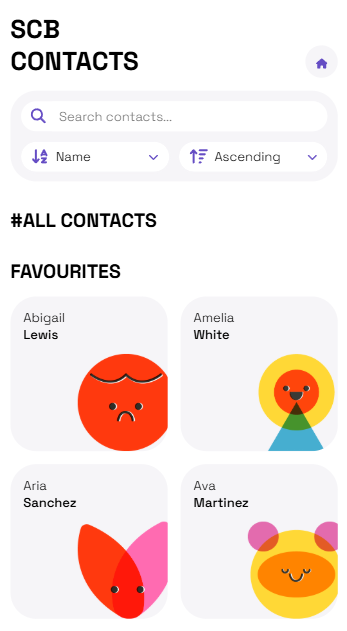 SCB
CONTACTS
Search contacts...
Name
Ascending
#ALL CONTACTS
FAVOURITES
Abigail
Lewis
Amelia
White
Aria
Sanchez
Ava
Martinez